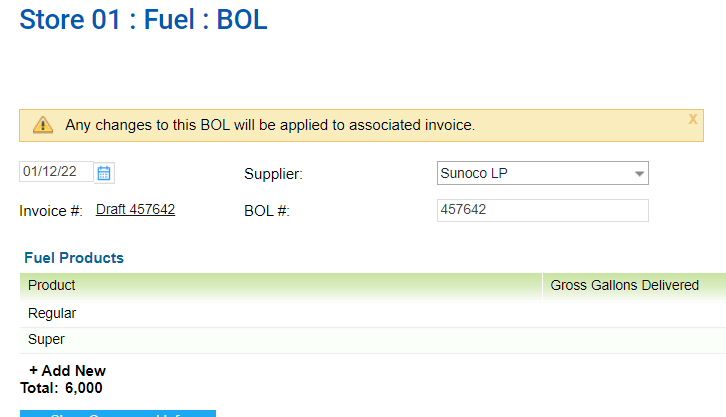 Store 01 : Fuel : BOL
Any changes to this BOL will be applied to associated invoice.
x
01/12/22 Supplier: Sunoco LP
Invoice #: Draft 457642 BOL #: 457642
Fuel Products
Product Gross Gallons Delivered
Regular
Super
+ Add New
Total: 6,000